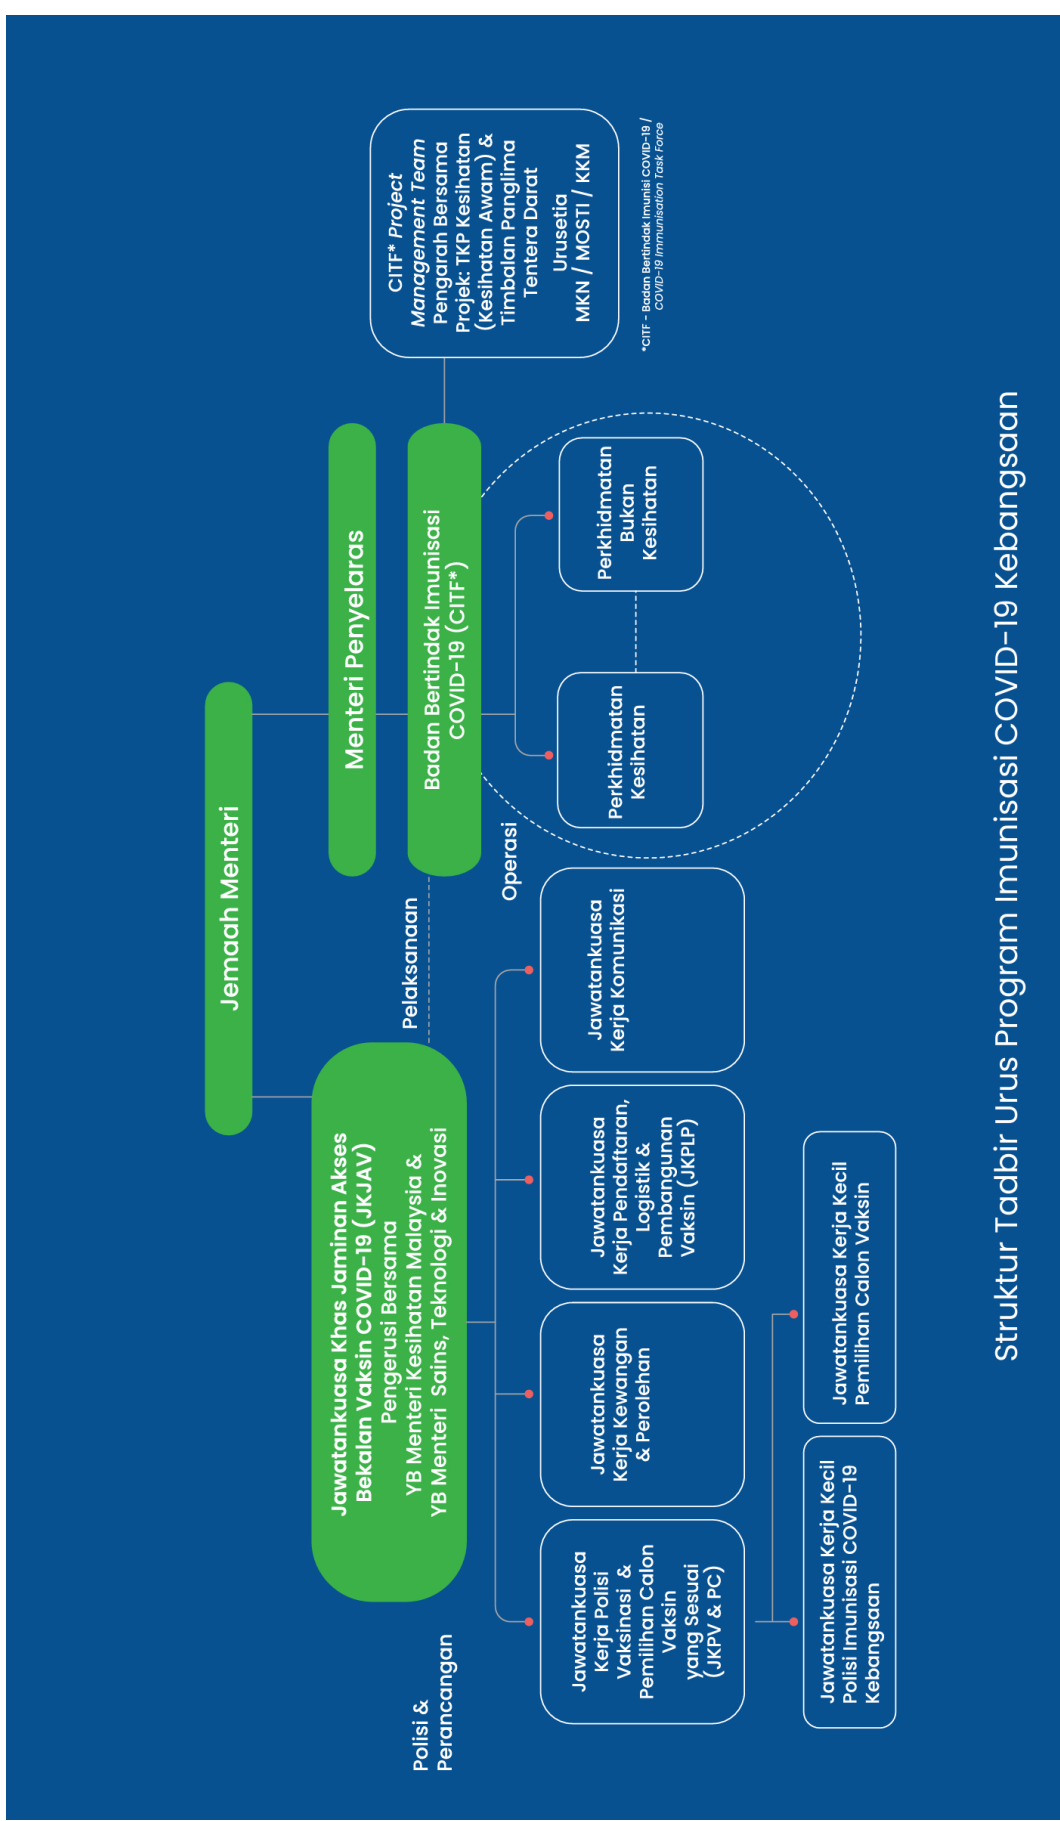 Jemaah Menteri
Jawatankuasa Khas Jaminan Akses
Bekalan Vaksin COVID-19 (JKJAV)
Pengerusi Bersama
YB Menteri Kesihatan Malaysia &
YB Menteri Sains, Teknologi & Inovasi
Menteri Penyelaras
Badan Bertindak Imunisasi
COVID-19 (CITF*)
CITF* Project
Management Team
Pengarah Bersama
Projek: TKP Kesihatan
(Kesihatan Awam) &
Timbalan Panglima
Tentera Darat
Urusetia
MKN / MOSTI / KKM
*CITF - Badan Bertindak Imunisi COVID-19 /
COVID-19 Immunisation Task Force
Polisi &
Perancangan
Pelaksanaan
Operasi
Jawatankuasa
Kerja Polisi
Vaksinasi &
Pemilihan Calon
Vaksin
yang Sesuai
(JKPV & PC)
Jawatankuasa
Kerja Kewangan
& Perolehan
Jawatankuasa
Kerja Pendaftaran,
Logistik &
Pembangunan
Vaksin (JKPLP)
Jawatankuasa
Kerja Komunikasi
Perkhidmatan
Kesihatan
Perkhidmatan
Bukan
Kesihatan
Jawatankuasa Kerja Kecil
Polisi Imunisasi COVID-19
Kebangsaan
Jawatankuasa Kerja Kecil
Pemilihan Calon Vaksin
Struktur Tadbir Urus Program Imunisasi COVID-19 Kebangsaan